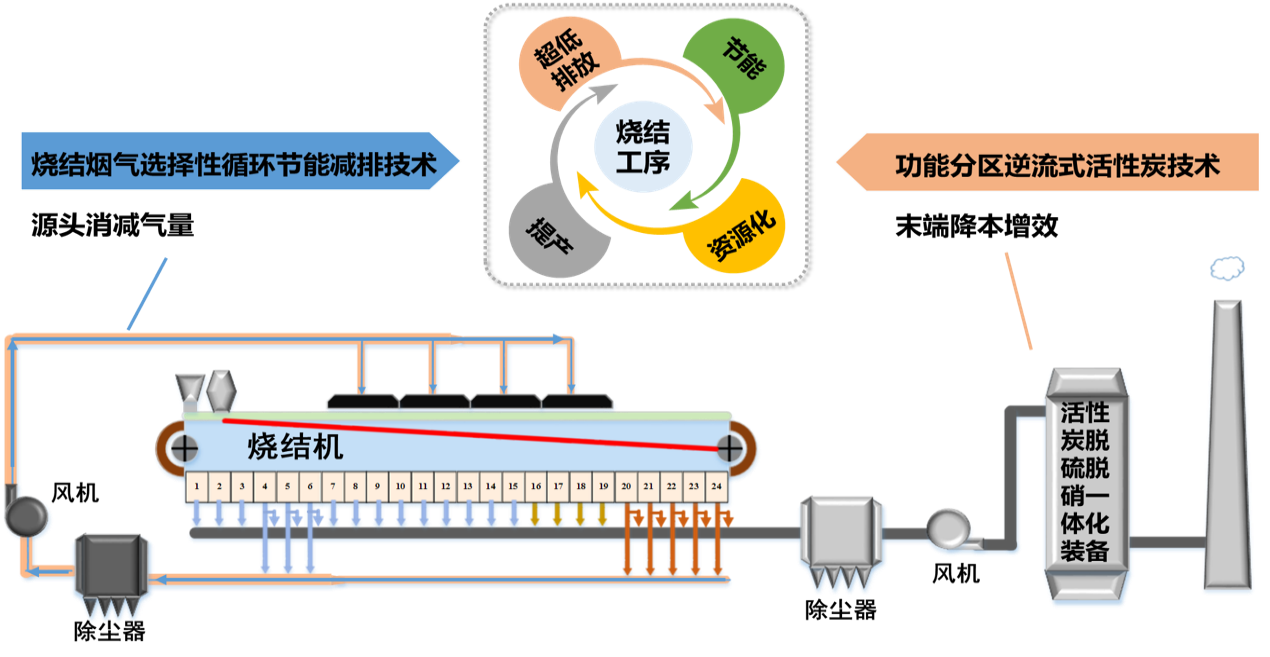 超低
排放
节能
烧结
工序
提产
资源化
烧结烟气选择性循环节能减排技术
源头消减气量
功能分区逆流式活性炭技术
末端降本增效
烧结机
1 2 3 4 5 6 7 8 9 10 11 12 13 14 15 16 17 18 19 20 21 22 23 24
风机
除尘器
除尘器
风机
活性
炭脱
硫脱
硝一
体化
装备